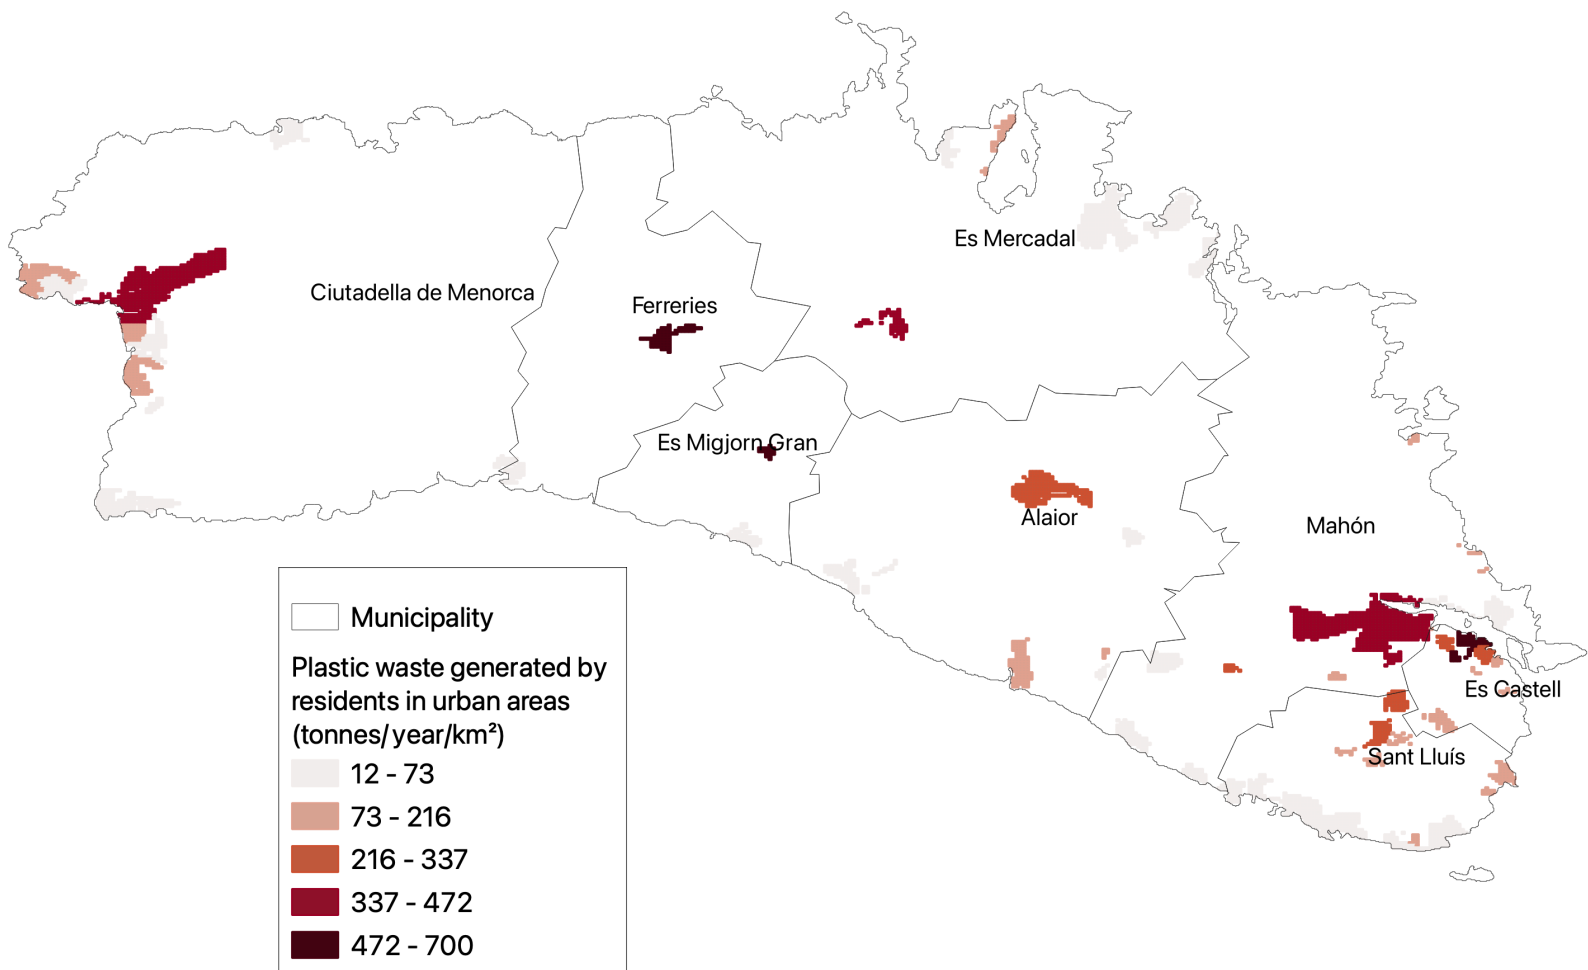 Es Mercadal
Ciutadella de Menorca
Ferreries
Es Migjorn Gran
Alaior
Mahón
Es Castell
Sant Lluís
Municipality
Plastic waste generated by
residents in urban areas
(tonnes/year/km²)
12 - 73
73 - 216
216 - 337
337 - 472
472 - 700